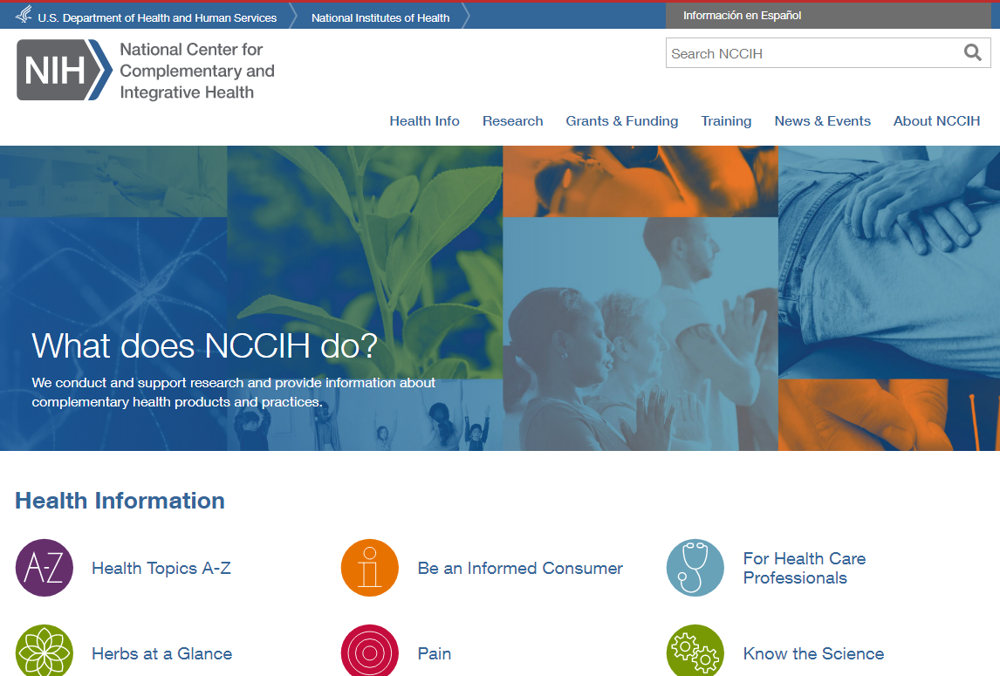 U.S. Department of Health and Human Services
National Institutes of Health
Información en Español
NIH
National Center for
Complementary and
Integrative Health
Search NCCIH
Health Info
Research
Grants & Funding
Training
News & Events
About NCCIH
What does NCCIH do?
We conduct and support research and provide information about
complementary health products and practices.
Health Information
A-Z
Health Topics A-Z
i
Be an Informed Consumer
For Health Care
Professionals
Herbs at a Glance
Pain
Know the Science